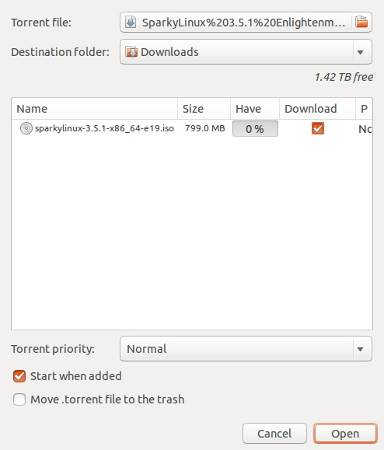 Torrent file: SparkyLinux%203.5.1%20Enlightenm...
Destination folder: Downloads
1.42 TB free
Name Size Have Download P
sparkylinux-3.5.1-x86_64-e19.iso 799.0 MB 0 % Nc
Torrent priority: Normal
Start when added
Move .torrent file to the trash
Cancel Open